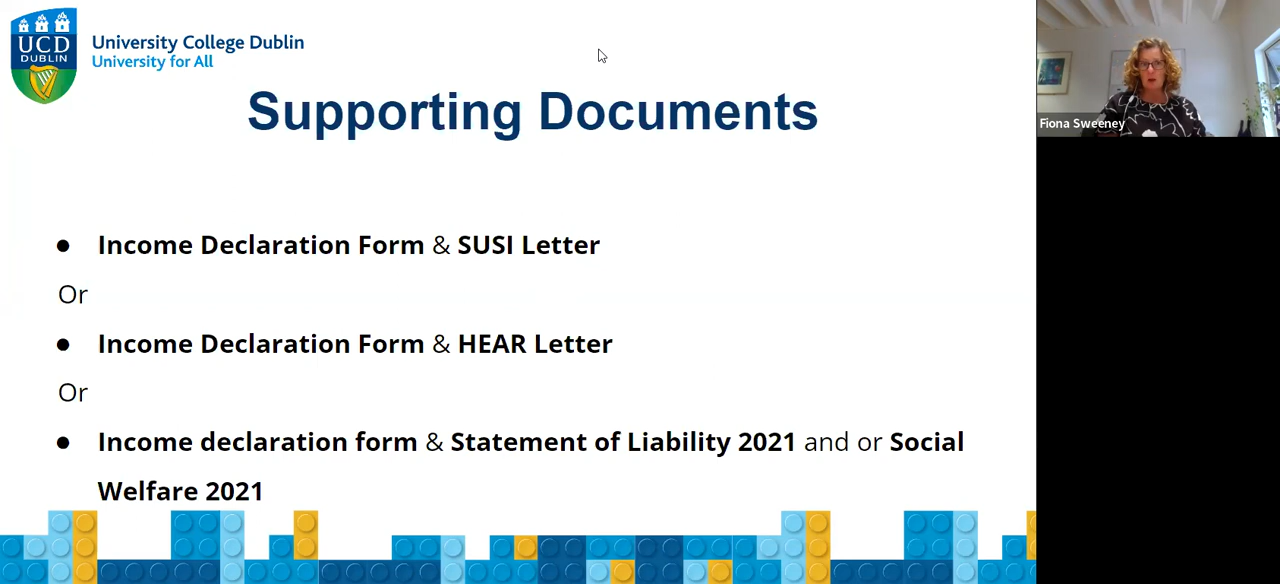 UCD
DUBLIN
University College Dublin
University for All
Supporting Documents
● Income Declaration Form & SUSI Letter
Or
● Income Declaration Form & HEAR Letter
Or
● Income declaration form & Statement of Liability 2021 and or Social
Welfare 2021
Fiona Sweeney